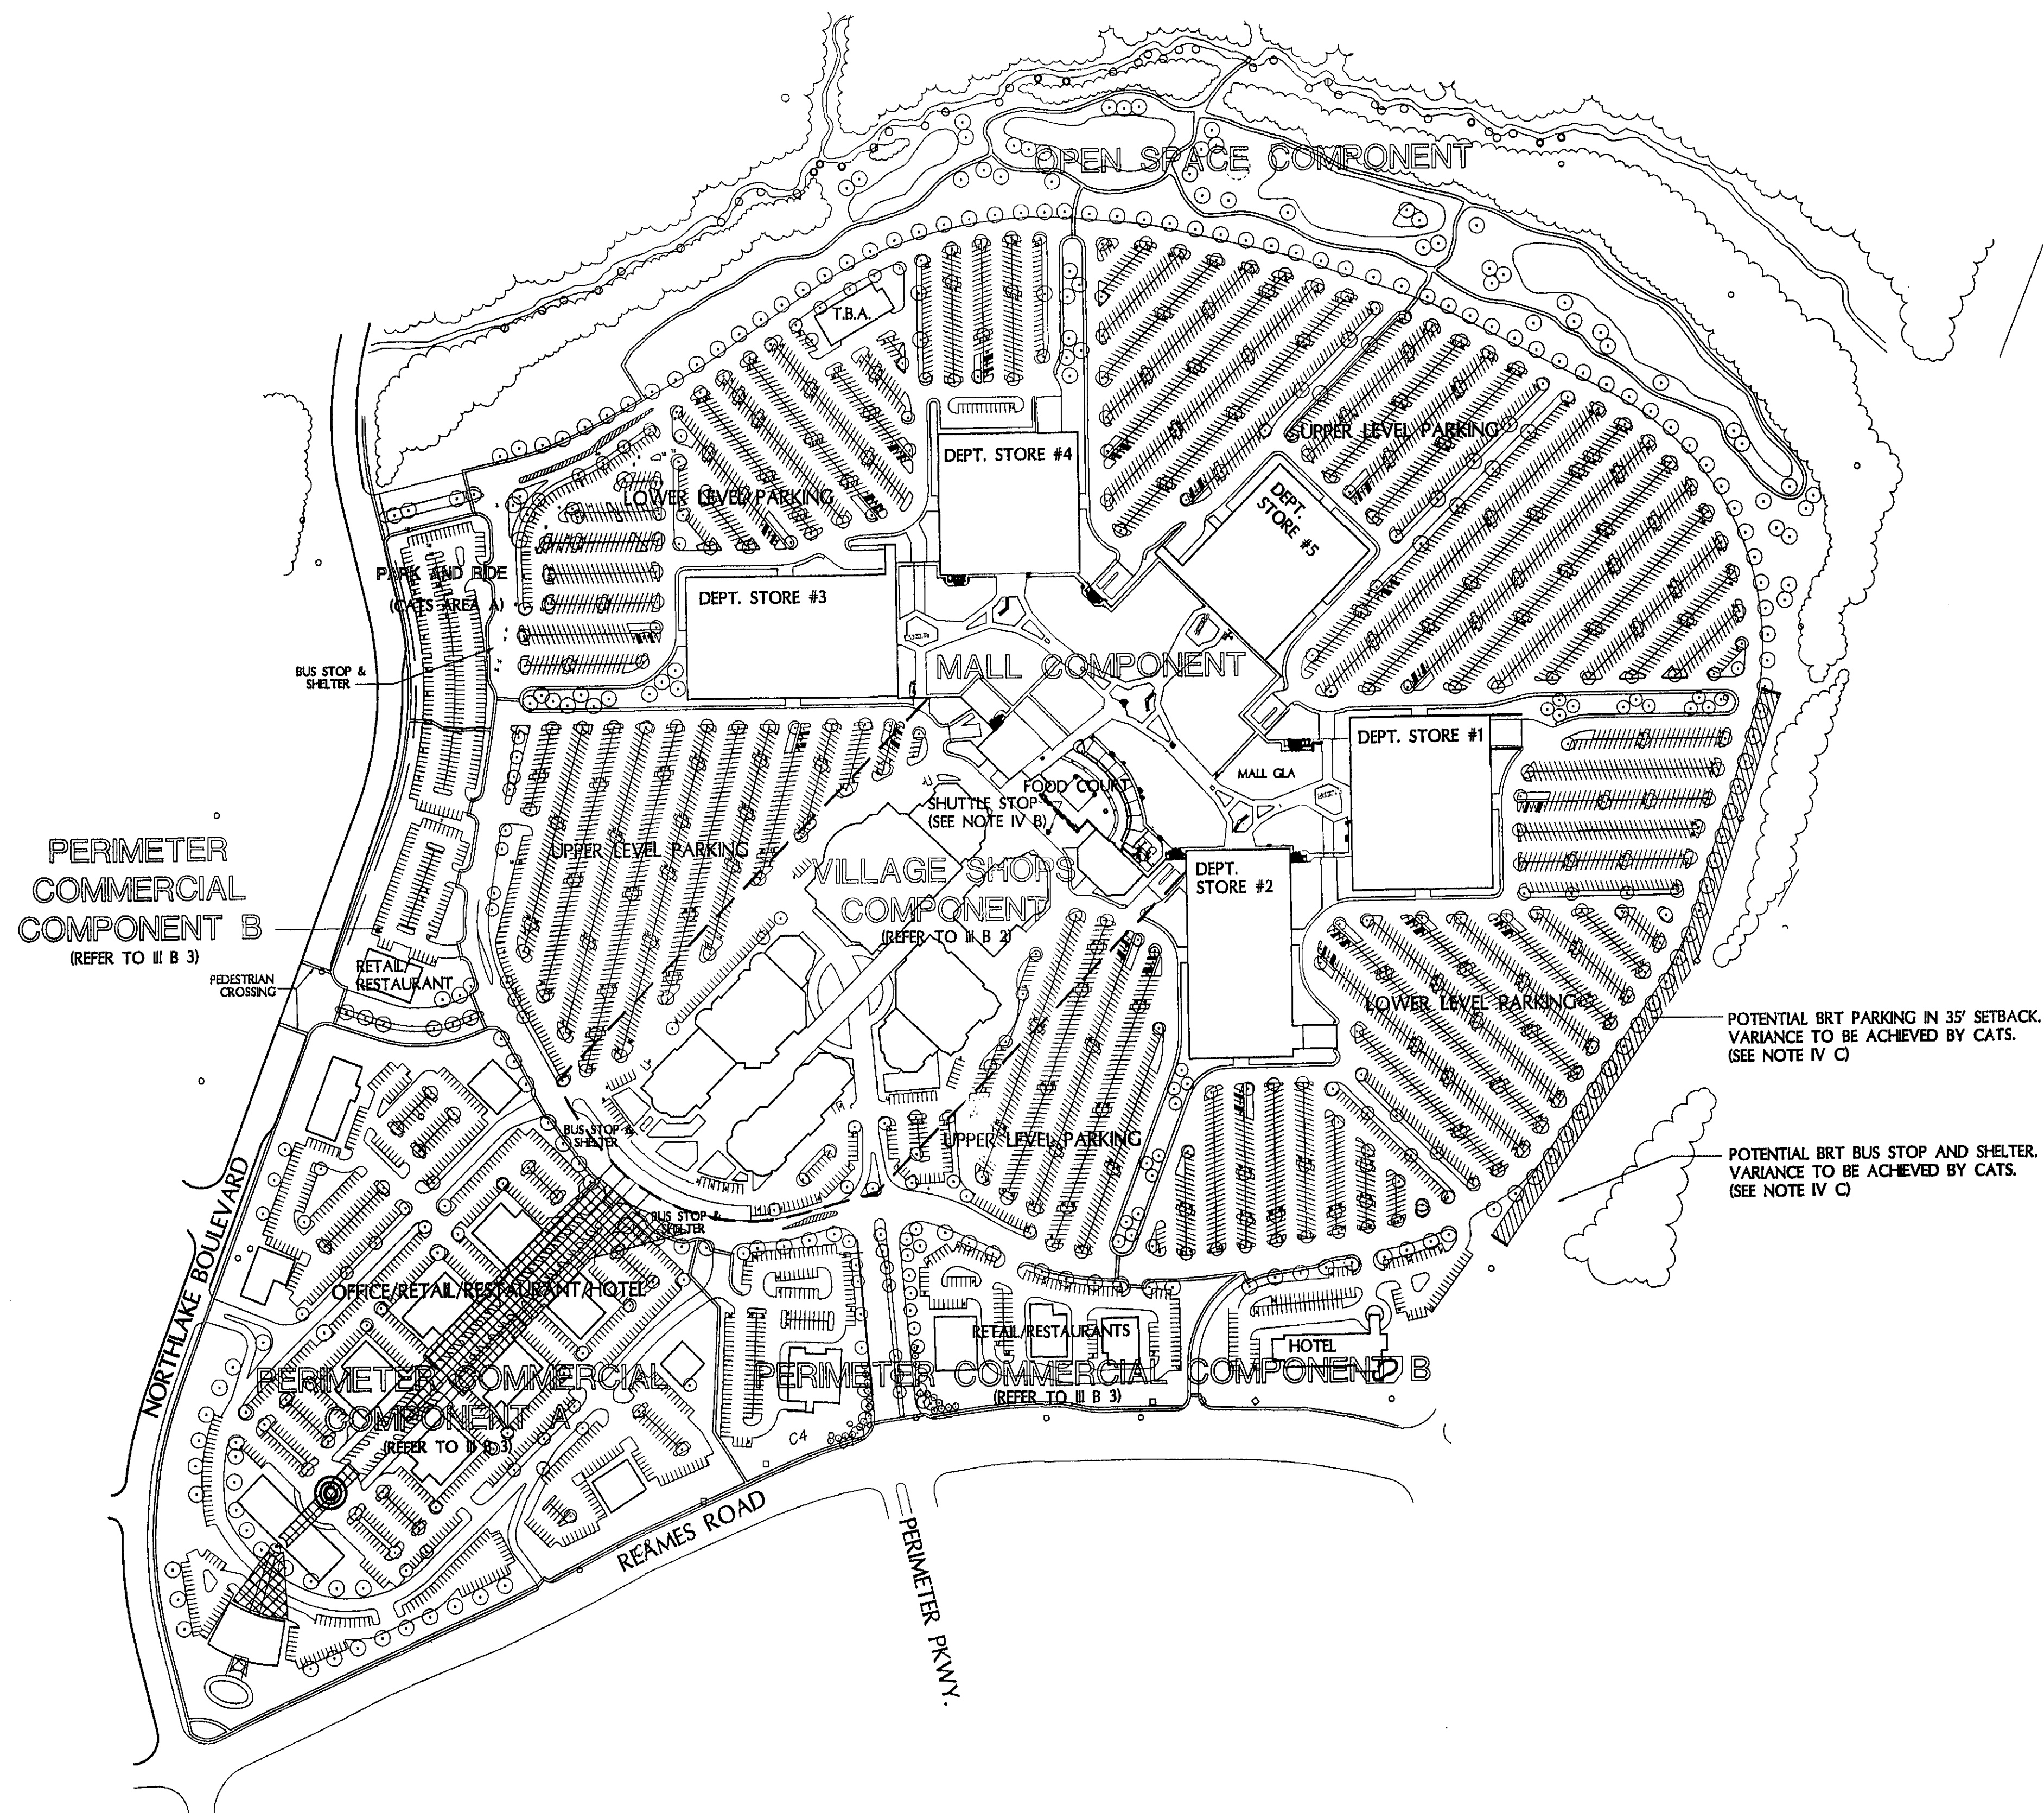 OPEN SPACE COMPONENT
T.B.A.
UPPER LEVEL PARKING
DEPT. STORE #4
LOWER LEVEL PARKING
DEPT.
STORE #5
PARK AND RIDE
(CATS AREA A)
DEPT. STORE #3
BUS STOP &
SHELTER
MALL COMPONENT
DEPT. STORE #1
MALL GLA
FOOD COURT
SHUTTLE STOP
(SEE NOTE IV B)
UPPER LEVEL PARKING
VILLAGE SHOPS
COMPONENT
(REFER TO III B 2)
DEPT.
STORE #2
PERIMETER
COMMERCIAL
COMPONENT B
(REFER TO III B 3)
RETAIL/
RESTAURANT
PEDESTRIAN
CROSSING
LOWER LEVEL PARKING
POTENTIAL BRT PARKING IN 35' SETBACK.
VARIANCE TO BE ACHIEVED BY CATS.
(SEE NOTE IV C)
BUS STOP &
SHELTER
UPPER LEVEL PARKING
POTENTIAL BRT BUS STOP AND SHELTER.
VARIANCE TO BE ACHIEVED BY CATS.
(SEE NOTE IV C)
BUS STOP &
SHELTER
NORTHLAKE BOULEVARD
OFFICE/RETAIL/RESTAURANT/HOTEL
RETAIL/RESTAURANTS
HOTEL
PERIMETER COMMERCIAL
COMPONENT A
(REFER TO III B 3)
PERIMETER COMMERCIAL COMPONENT B
(REFER TO III B 3)
C4
REAMES ROAD
PERIMETER PKWY.